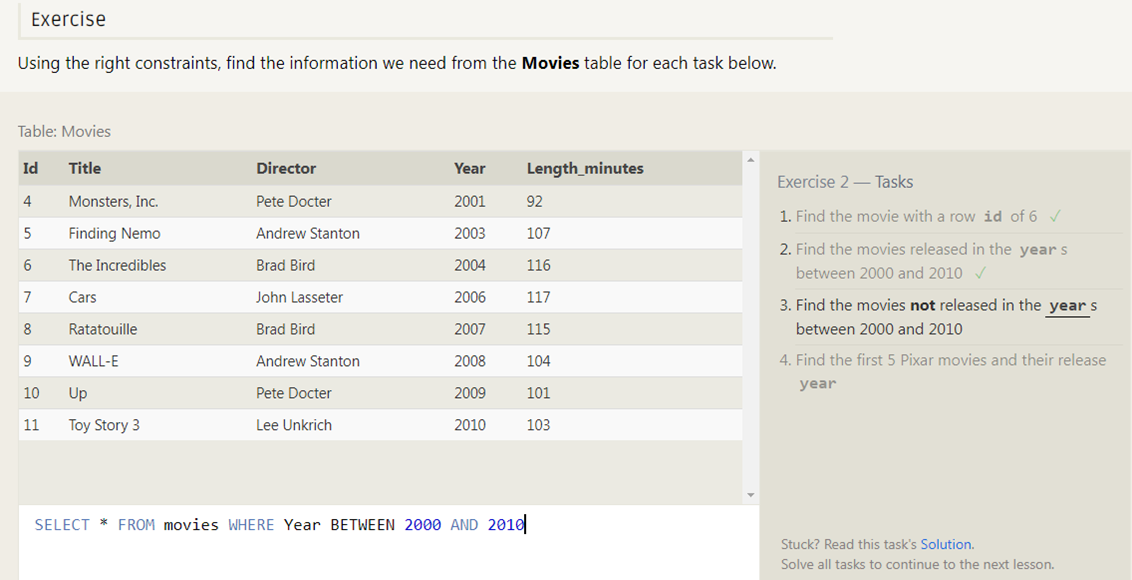 Exercise
Using the right constraints, find the information we need from the Movies table for each task below.
Table: Movies
Id Title Director Year Length_minutes
4 Monsters, Inc. Pete Docter 2001 92
5 Finding Nemo Andrew Stanton 2003 107
6 The Incredibles Brad Bird 2004 116
7 Cars John Lasseter 2006 117
8 Ratatouille Brad Bird 2007 115
9 WALL-E Andrew Stanton 2008 104
10 Up Pete Docter 2009 101
11 Toy Story 3 Lee Unkrich 2010 103
SELECT * FROM movies WHERE Year BETWEEN 2000 AND 2010
Exercise 2 — Tasks
1. Find the movie with a row id of 6 ✓
2. Find the movies released in the year s
between 2000 and 2010 ✓
3. Find the movies not released in the year s
between 2000 and 2010
4. Find the first 5 Pixar movies and their release
year
Stuck? Read this task's Solution.
Solve all tasks to continue to the next lesson.